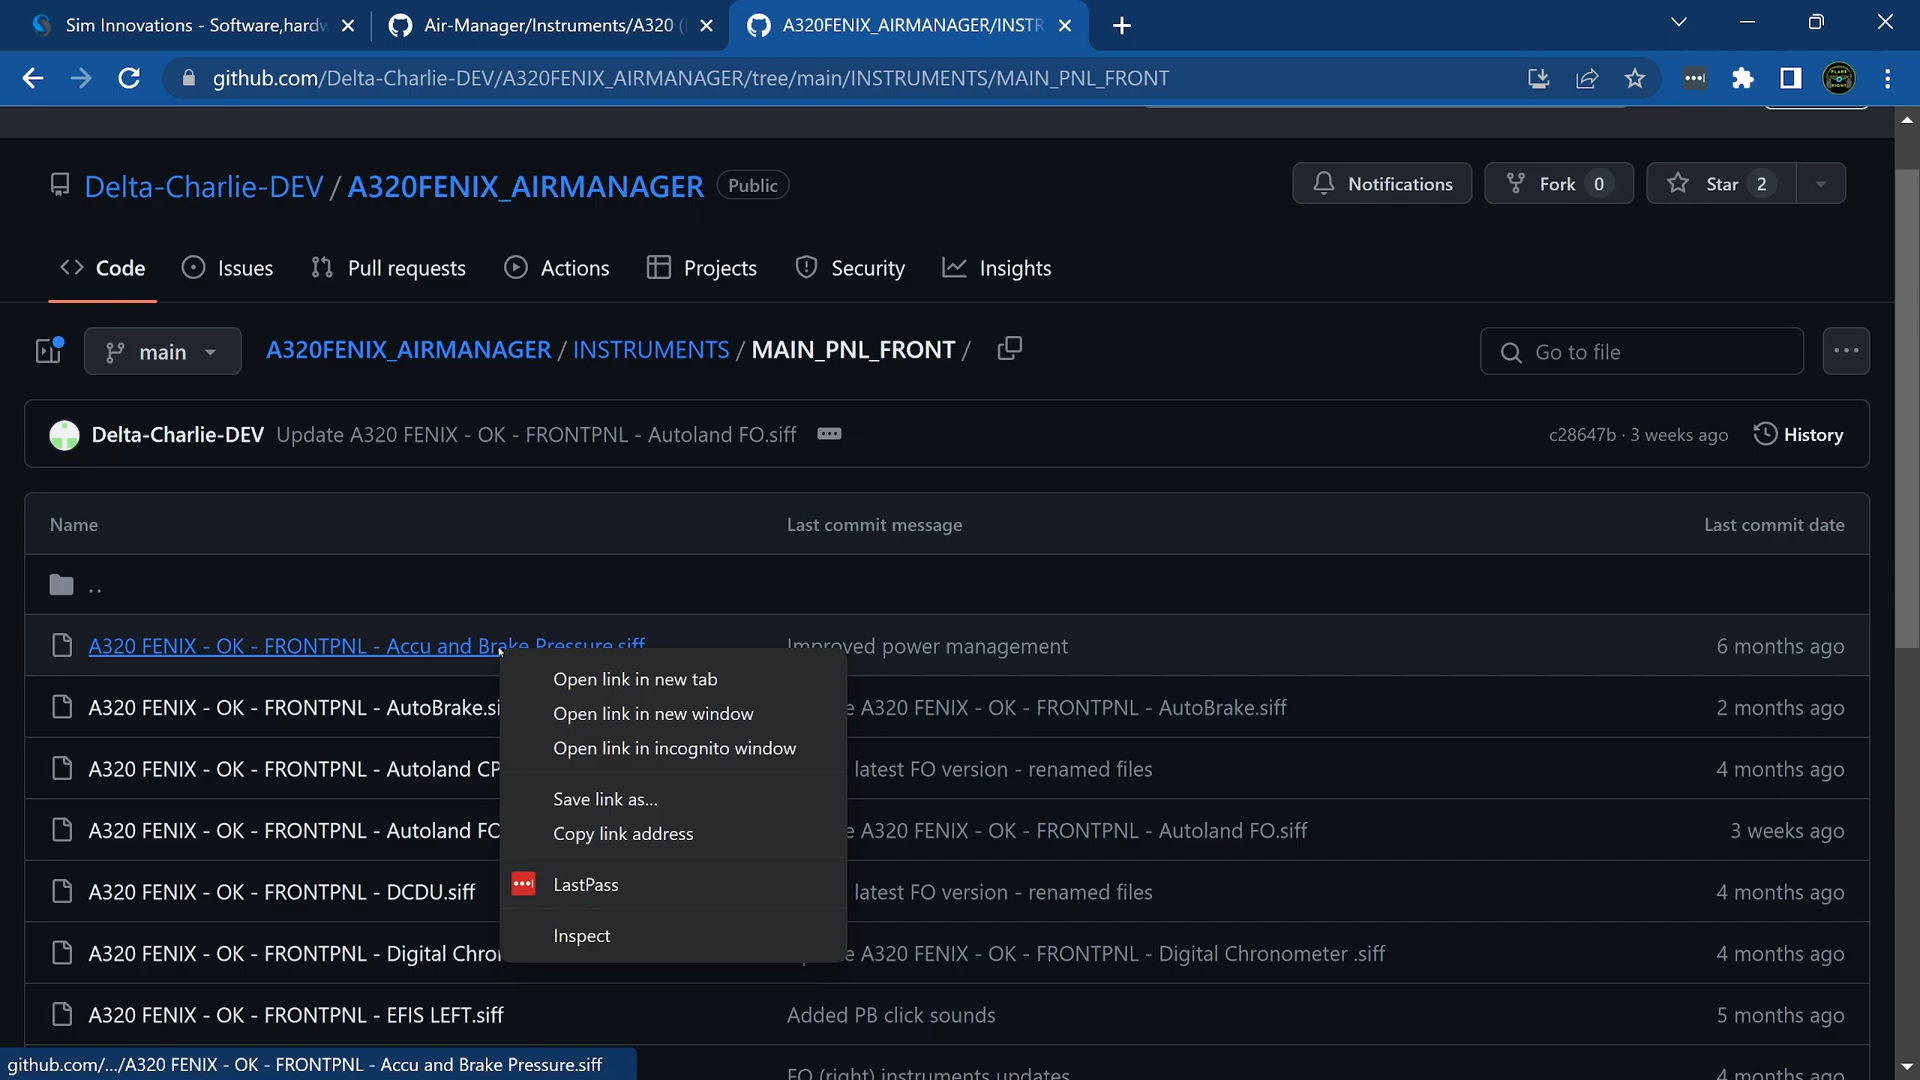 Sim Innovations - Software,hardw
Air-Manager/Instruments/A320 (
A320FENIX_AIRMANAGER/INSTR
github.com/Delta-Charlie-DEV/A320FENIX_AIRMANAGER/tree/main/INSTRUMENTS/MAIN_PNL_FRONT
Delta-Charlie-DEV / A320FENIX_AIRMANAGER Public
Notifications
Fork 0
Star 2
Code
Issues
Pull requests
Actions
Projects
Security
Insights
main
A320FENIX_AIRMANAGER / INSTRUMENTS / MAIN_PNL_FRONT /
Go to file
Delta-Charlie-DEV Update A320 FENIX - OK - FRONTPNL - Autoland FO.siff
c28647b · 3 weeks ago
History
Name Last commit message Last commit date
..
A320 FENIX - OK - FRONTPNL - Accu and Brake Pressure.siff Improved power management 6 months ago
A320 FENIX - OK - FRONTPNL - AutoBrake.si A320 FENIX - OK - FRONTPNL - AutoBrake.siff 2 months ago
A320 FENIX - OK - FRONTPNL - Autoland CP latest FO version - renamed files 4 months ago
A320 FENIX - OK - FRONTPNL - Autoland FO A320 FENIX - OK - FRONTPNL - Autoland FO.siff 3 weeks ago
A320 FENIX - OK - FRONTPNL - DCDU.siff latest FO version - renamed files 4 months ago
A320 FENIX - OK - FRONTPNL - Digital Chro A320 FENIX - OK - FRONTPNL - Digital Chronometer .siff 4 months ago
A320 FENIX - OK - FRONTPNL - EFIS LEFT.siff Added PB click sounds 5 months ago
FO (right) instruments updates 4 months ago
Open link in new tab
Open link in new window
Open link in incognito window
Save link as...
Copy link address
LastPass
Inspect
github.com/.../A320 FENIX - OK - FRONTPNL - Accu and Brake Pressure.siff